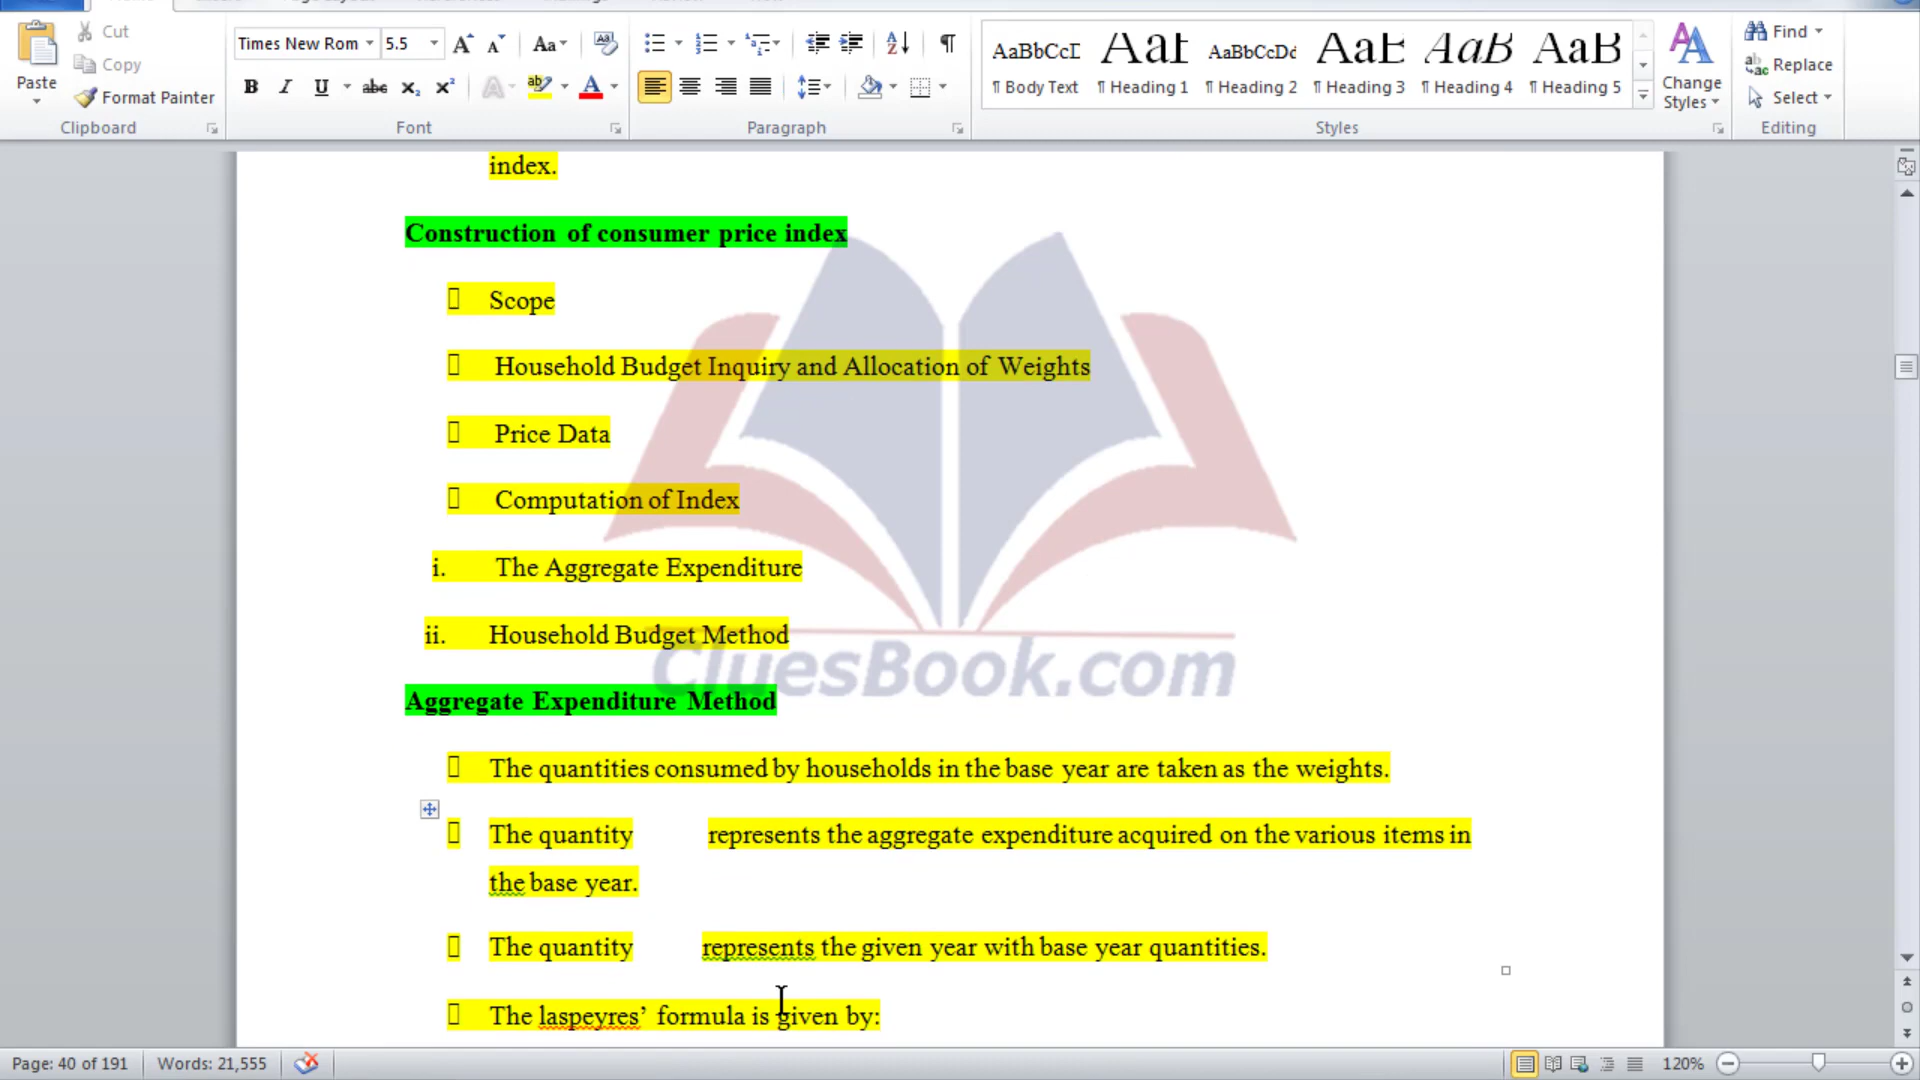 Cut
Copy
Paste
Format Painter
Clipboard
Times New Rom
5.5
Aa
B I U abc x₂ x² A ab A
Font
Paragraph
AaBbCcI AaI AaBbCcDd AaE AaB AaB
¶ Body Text ¶ Heading 1 ¶ Heading 2 ¶ Heading 3 ¶ Heading 4 ¶ Heading 5
Change
Styles
Styles
Find
Replace
Select
Editing
index.
Construction of consumer price index
Scope
Household Budget Inquiry and Allocation of Weights
Price Data
Computation of Index
i. The Aggregate Expenditure
ii. Household Budget Method
CluesBook.com
Aggregate Expenditure Method
The quantities consumed by households in the base year are taken as the weights.
The quantity represents the aggregate expenditure acquired on the various items in
the base year.
The quantity represents the given year with base year quantities.
The laspeyres’ formula is given by:
Page: 40 of 191 Words: 21,555 120%